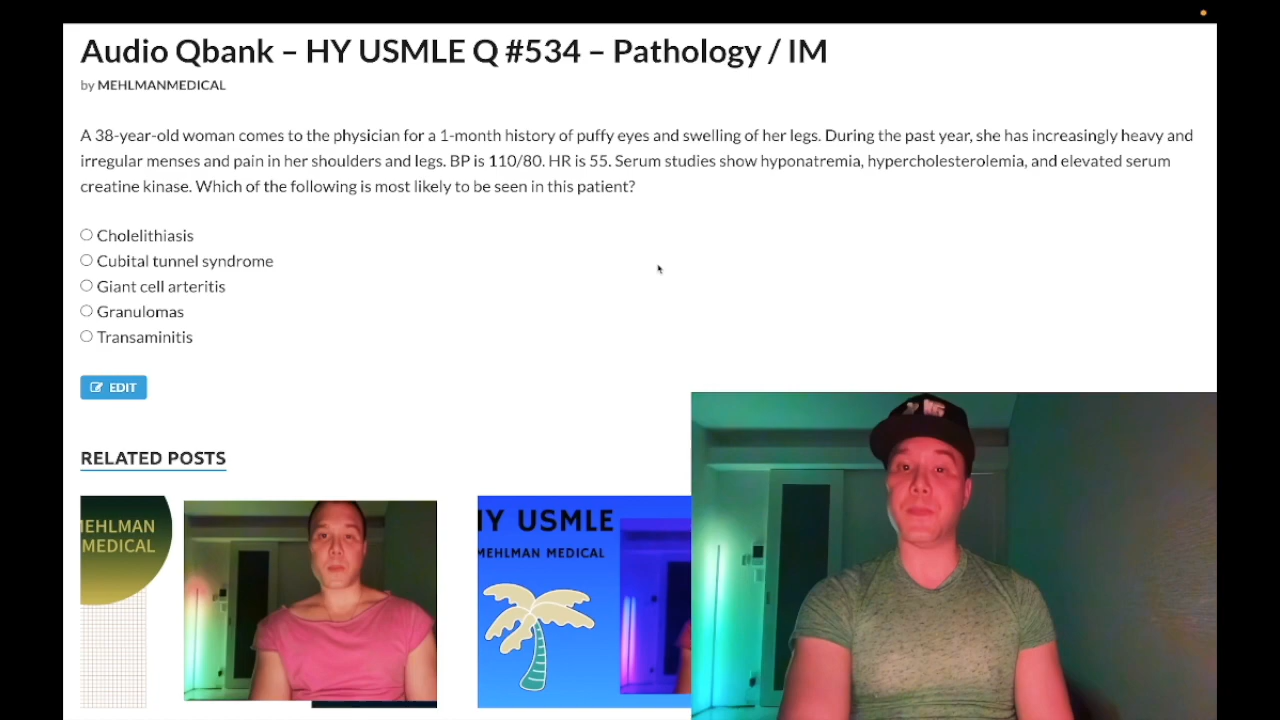 Audio Qbank – HY USMLE Q #534 – Pathology / IM
by MEHLMANMEDICAL
A 38-year-old woman comes to the physician for a 1-month history of puffy eyes and swelling of her legs. During the past year, she has increasingly heavy and
irregular menses and pain in her shoulders and legs. BP is 110/80. HR is 55. Serum studies show hyponatremia, hypercholesterolemia, and elevated serum
creatine kinase. Which of the following is most likely to be seen in this patient?
Cholelithiasis
Cubital tunnel syndrome
Giant cell arteritis
Granulomas
Transaminitis
EDIT
RELATED POSTS
IEHLMAN
MEDICAL
IY USMLE
MEHLMAN MEDICAL